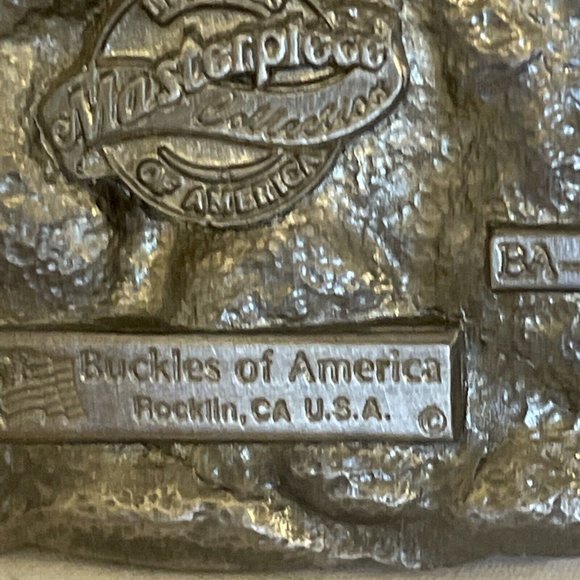 Masterpiece
Collection
OF AMERICA
BA-
Buckles of America
Rocklin, CA U.S.A.
©